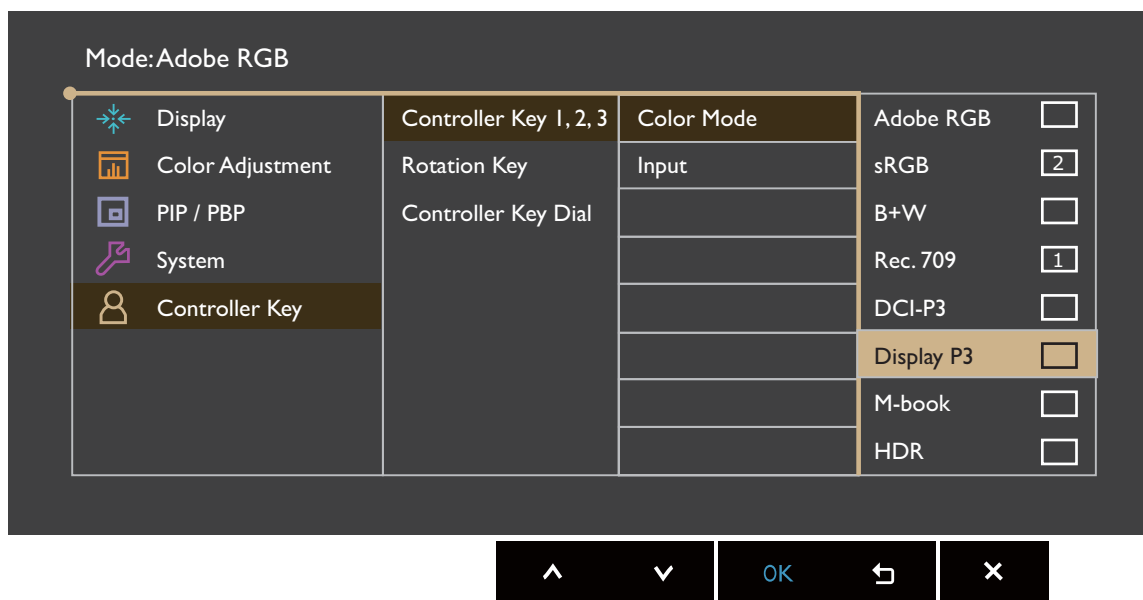 Mode: Adobe RGB
Display
Color Adjustment
PIP / PBP
System
Controller Key
Controller Key 1, 2, 3
Rotation Key
Controller Key Dial
Color Mode
Input
Adobe RGB
sRGB 2
B+W
Rec. 709 1
DCI-P3
Display P3
M-book
HDR
OK